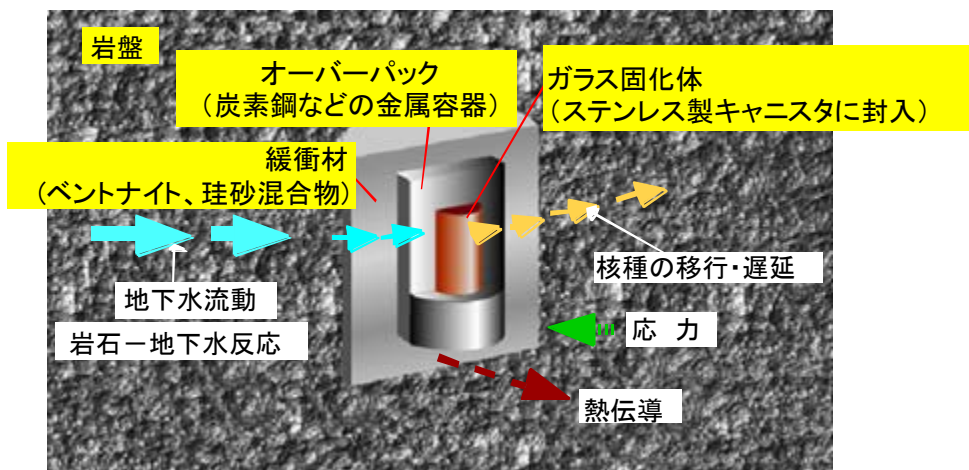 岩盤
オーバーパック
（炭素鋼などの金属容器）
ガラス固化体
（ステンレス製キャニスタに封入）
緩衝材
（ベントナイト、珪砂混合物）
核種の移行・遅延
地下水流動
岩石－地下水反応
応　力
熱伝導